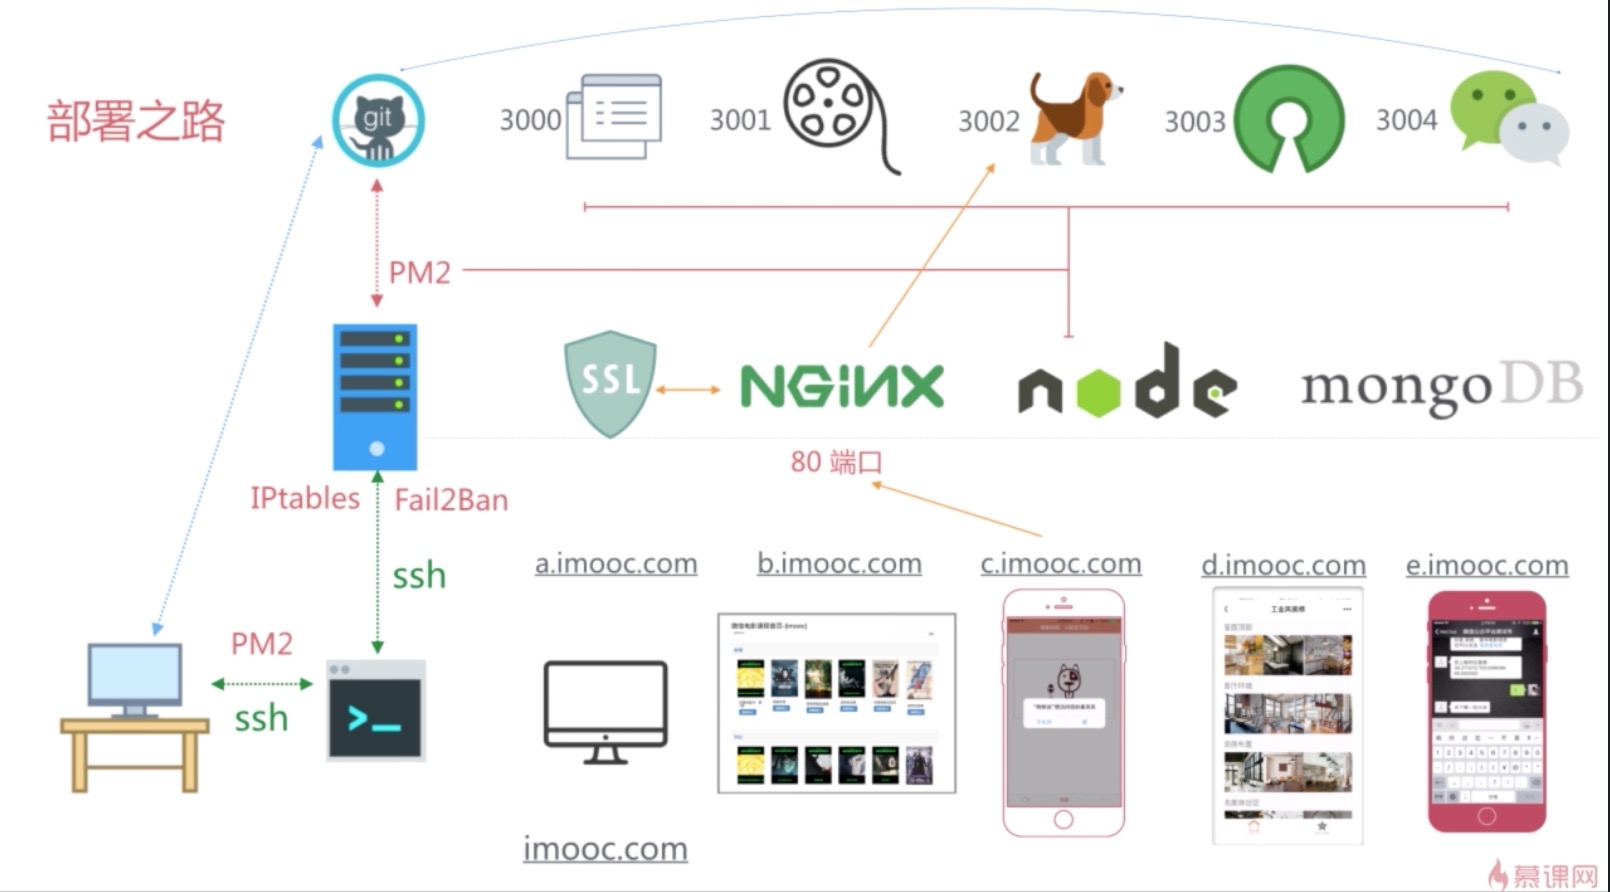 部署之路
git
3000
3001
3002
3003
3004
PM2
SSL
NGINX
node
mongoDB
80 端口
IPtables
Fail2Ban
ssh
a.imooc.com
b.imooc.com
c.imooc.com
d.imooc.com
e.imooc.com
PM2
ssh
>_
imooc.com
慕课网